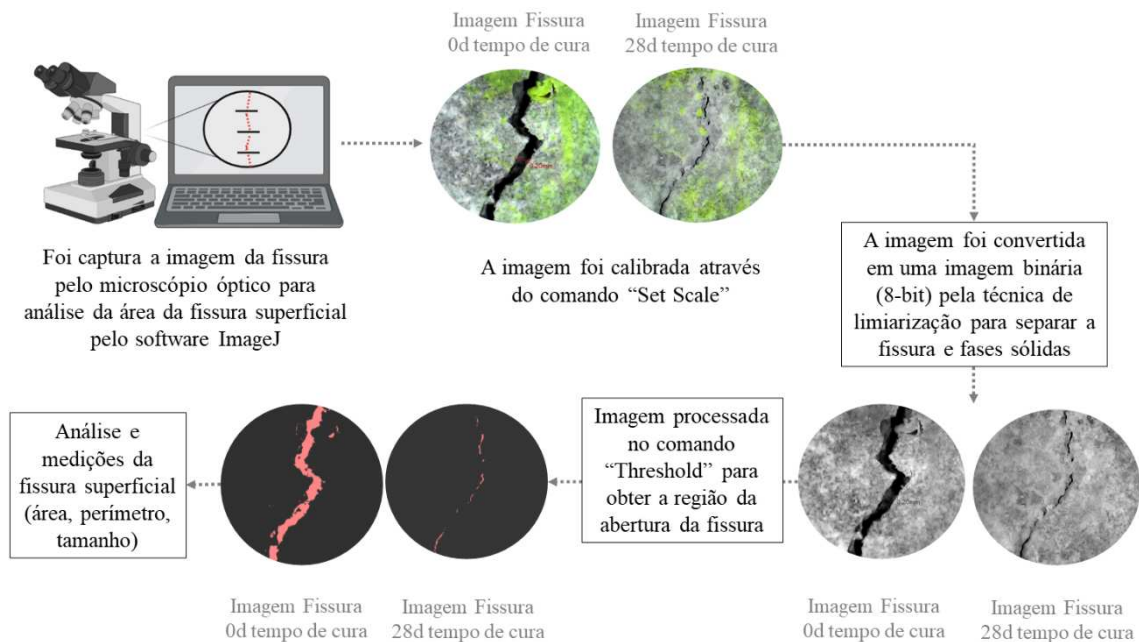 Imagem Fissura
0d tempo de cura
Imagem Fissura
28d tempo de cura
Foi captura a imagem da fissura
pelo microscópio óptico para
análise da área da fissura superficial
pelo software ImageJ
A imagem foi calibrada através
do comando “Set Scale”
A imagem foi convertida
em uma imagem binária
(8-bit) pela técnica de
limiarização para separar a
fissura e fases sólidas
Imagem processada
no comando
“Threshold” para
obter a região da
abertura da fissura
Análise e
medições da
fissura superficial
(área, perímetro,
tamanho)
Imagem Fissura
0d tempo de cura
Imagem Fissura
28d tempo de cura
Imagem Fissura
0d tempo de cura
Imagem Fissura
28d tempo de cura